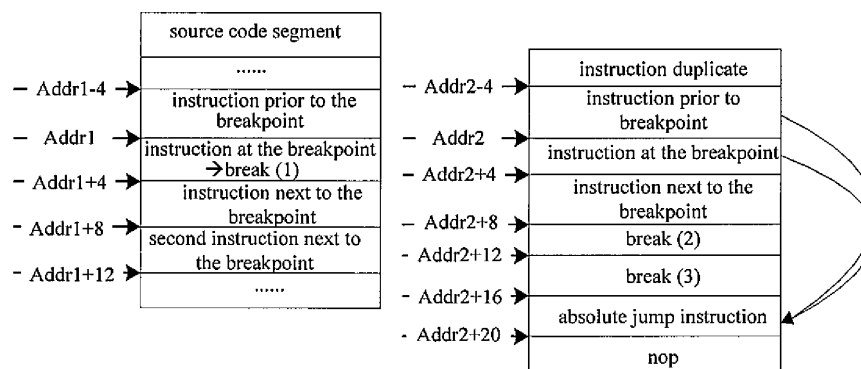 source code segment
......
Addr1-4
instruction prior to the
breakpoint
Addr1
instruction at the breakpoint
→break (1)
Addr1+4
instruction next to the
breakpoint
Addr1+8
second instruction next to
the breakpoint
Addr1+12
......
instruction duplicate
Addr2-4
instruction prior to
breakpoint
Addr2
instruction at the breakpoint
Addr2+4
instruction next to the
breakpoint
Addr2+8
break (2)
Addr2+12
break (3)
Addr2+16
absolute jump instruction
Addr2+20
nop